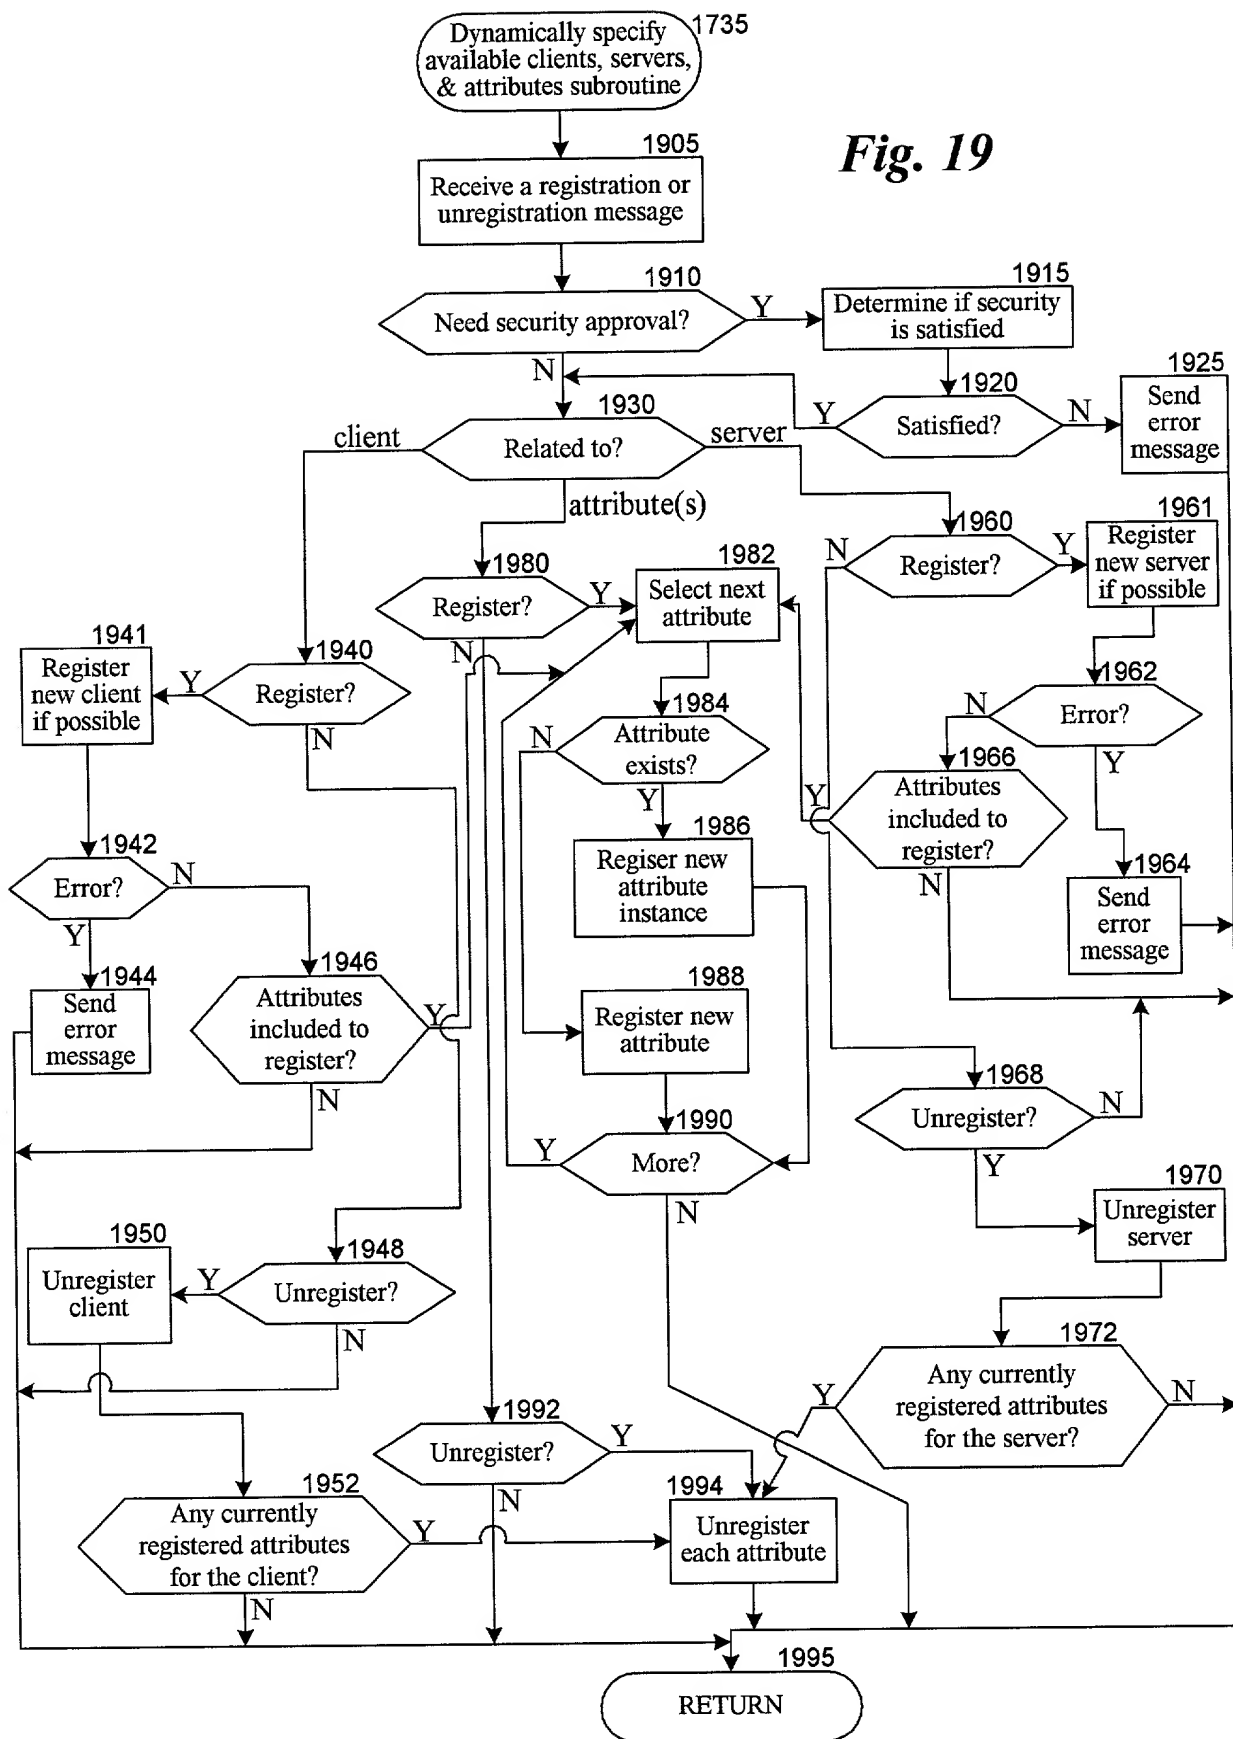 1735
Dynamically specify
available clients, servers,
& attributes subroutine
Fig. 19
1905
Receive a registration or
unregistration message
1910
Need security approval?
Y
N
1915
Determine if security
is satisfied
1920
Satisfied?
Y
N
1925
Send
error
message
1930
Related to?
client
server
attribute(s)
1960
Register?
N
Y
1961
Register
new server
if possible
1980
Register?
Y
N
1982
Select next
attribute
1941
Register
new client
if possible
1940
Register?
Y
N
1962
Error?
N
Y
1984
Attribute
exists?
N
Y
1966
Attributes
included to
register?
Y
N
1986
Regiser new
attribute
instance
1942
Error?
N
Y
1964
Send
error
message
1944
Send
error
message
1946
Attributes
included to
register?
Y
N
1988
Register new
attribute
1968
Unregister?
N
Y
1990
More?
Y
N
1970
Unregister
server
1950
Unregister
client
1948
Unregister?
Y
N
1972
Any currently
registered attributes
for the server?
Y
N
1992
Unregister?
Y
N
1952
Any currently
registered attributes
for the client?
Y
N
1994
Unregister
each attribute
1995
RETURN